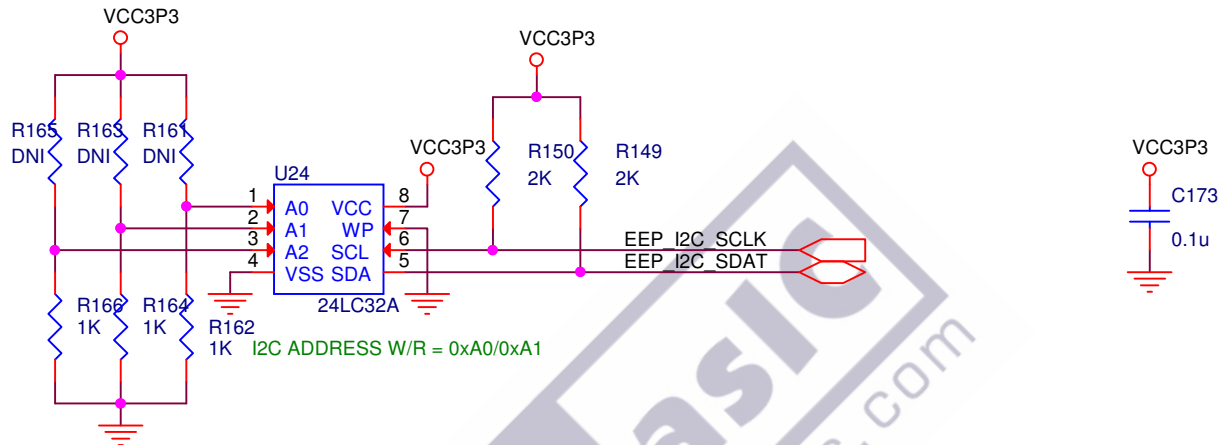 VCC3P3
VCC3P3
R165 R163 R161
DNI DNI DNI
VCC3P3
R150 R149
2K 2K
VCC3P3
U24
1 A0 VCC 8
2 A1 WP 7
3 A2 SCL 6
4 VSS SDA 5
24LC32A
EEP_I2C_SCLK
EEP_I2C_SDAT
C173
0.1u
R166 R164 R162
1K 1K 1K
I2C ADDRESS W/R = 0xA0/0xA1
asic
.com